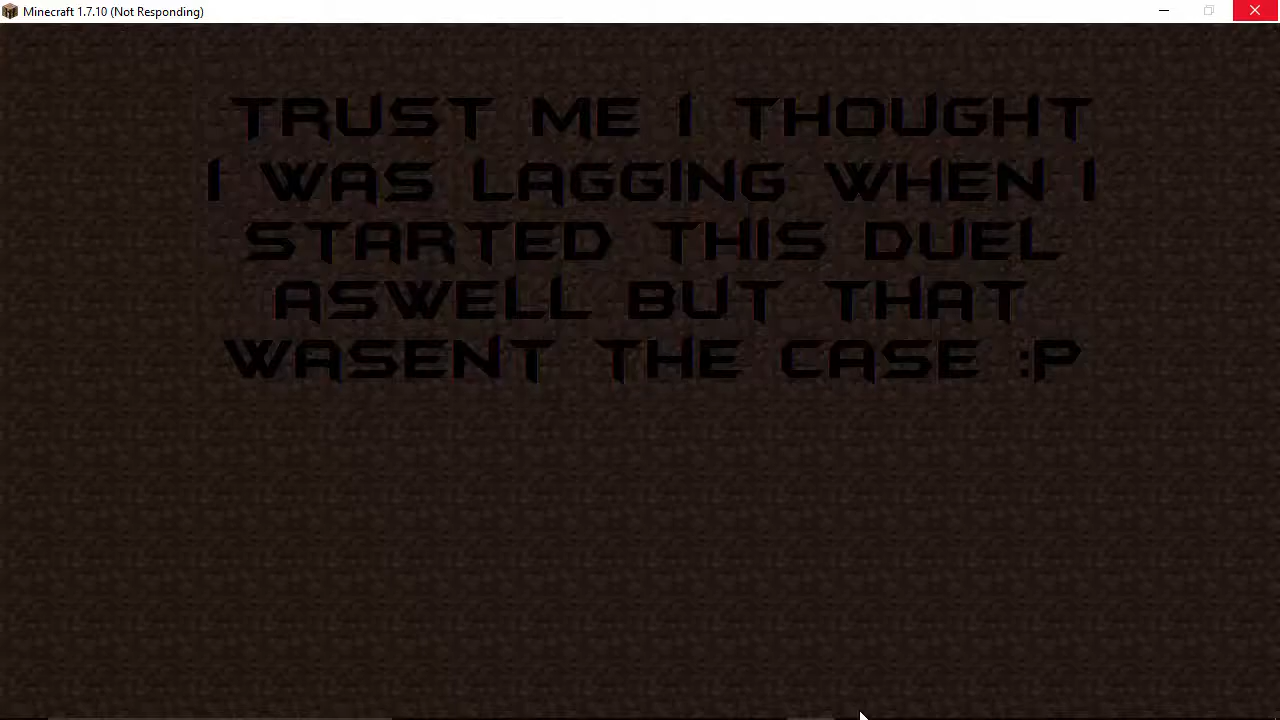 Minecraft 1.7.10 (Not Responding)
TRUST ME I THOUGHT
I WAS LAGGING WHEN I
STARTED THIS DUEL
ASWELL BUT THAT
WASENT THE CASE :P